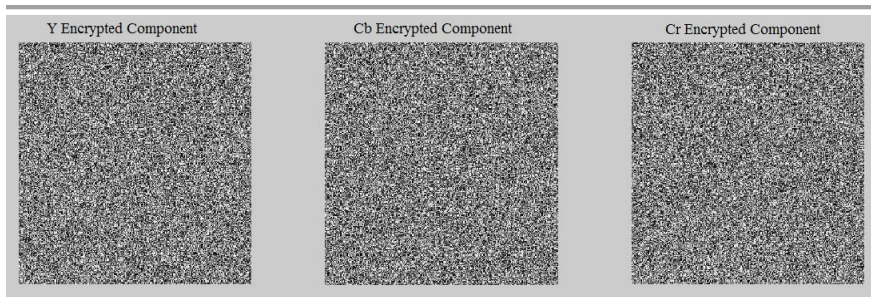 Y Encrypted Component
Cb Encrypted Component
Cr Encrypted Component